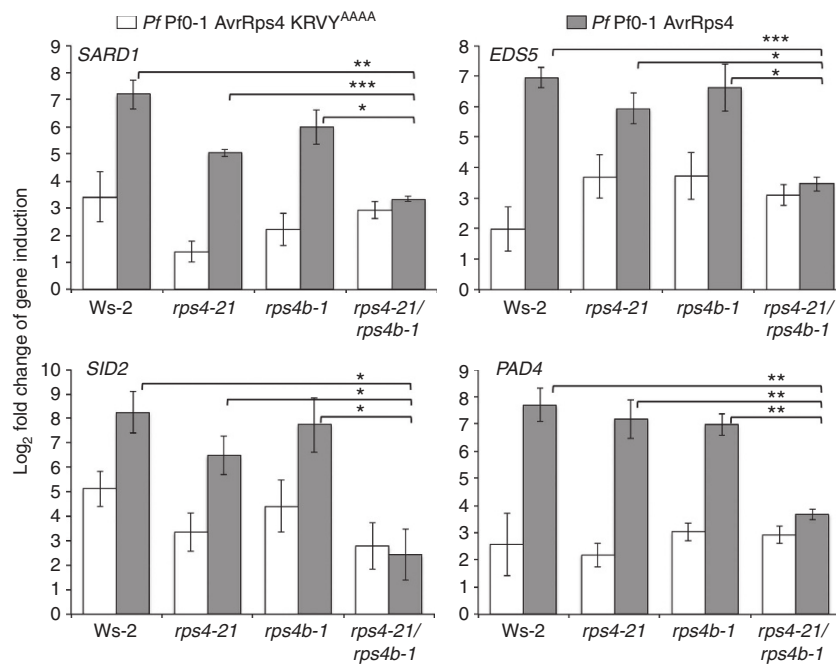 Pf Pf0-1 AvrRps4 KRVY^AAAA
Pf Pf0-1 AvrRps4
Log₂ fold change of gene induction
SARD1
9
8
7
6
5
4
3
2
1
0
**
***
*
Ws-2
rps4-21
rps4b-1
rps4-21/
rps4b-1
EDS5
8
7
6
5
4
3
2
1
0
***
*
*
Ws-2
rps4-21
rps4b-1
rps4-21/
rps4b-1
SID2
10
9
8
7
6
5
4
3
2
1
0
*
*
*
Ws-2
rps4-21
rps4b-1
rps4-21/
rps4b-1
PAD4
9
8
7
6
5
4
3
2
1
0
**
**
**
Ws-2
rps4-21
rps4b-1
rps4-21/
rps4b-1